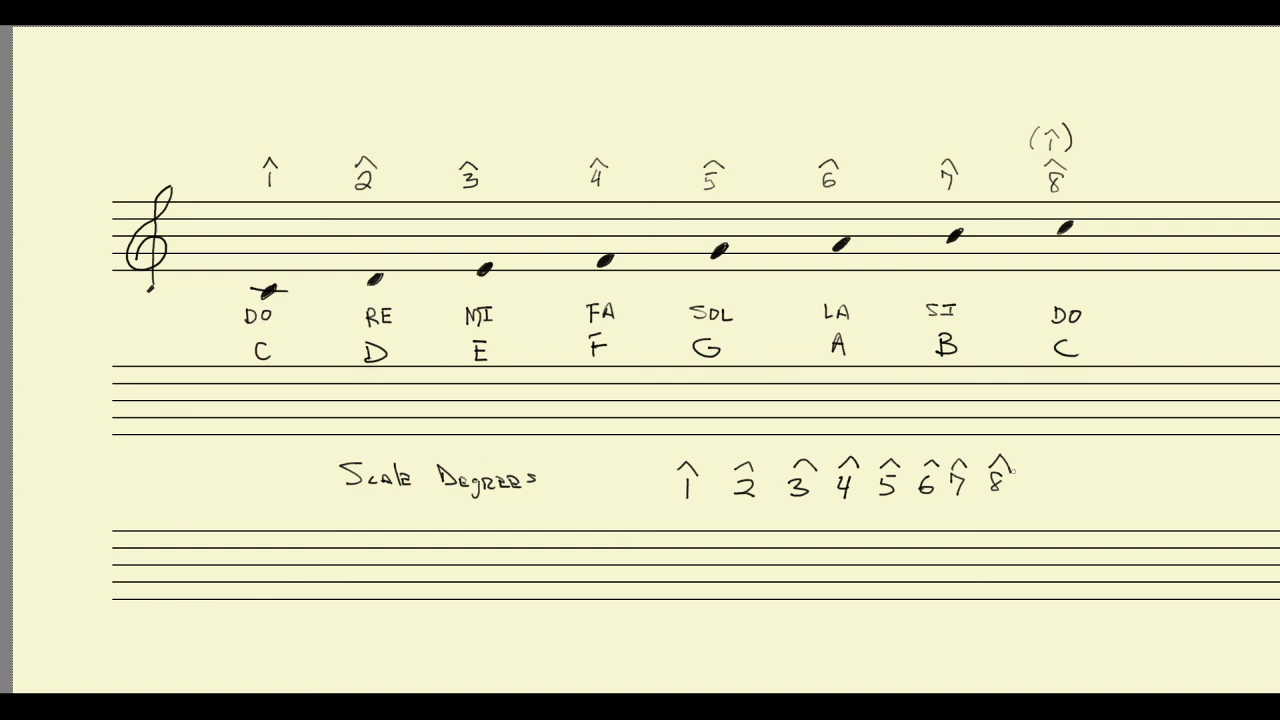 (1̂)
1̂ 2̂ 3̂ 4̂ 5̂ 6̂ 7̂ 8̂
DO RE MI FA SOL LA SI DO
C D E F G A B C
Scale Degrees 1̂ 2̂ 3̂ 4̂ 5̂ 6̂ 7̂ 8̂